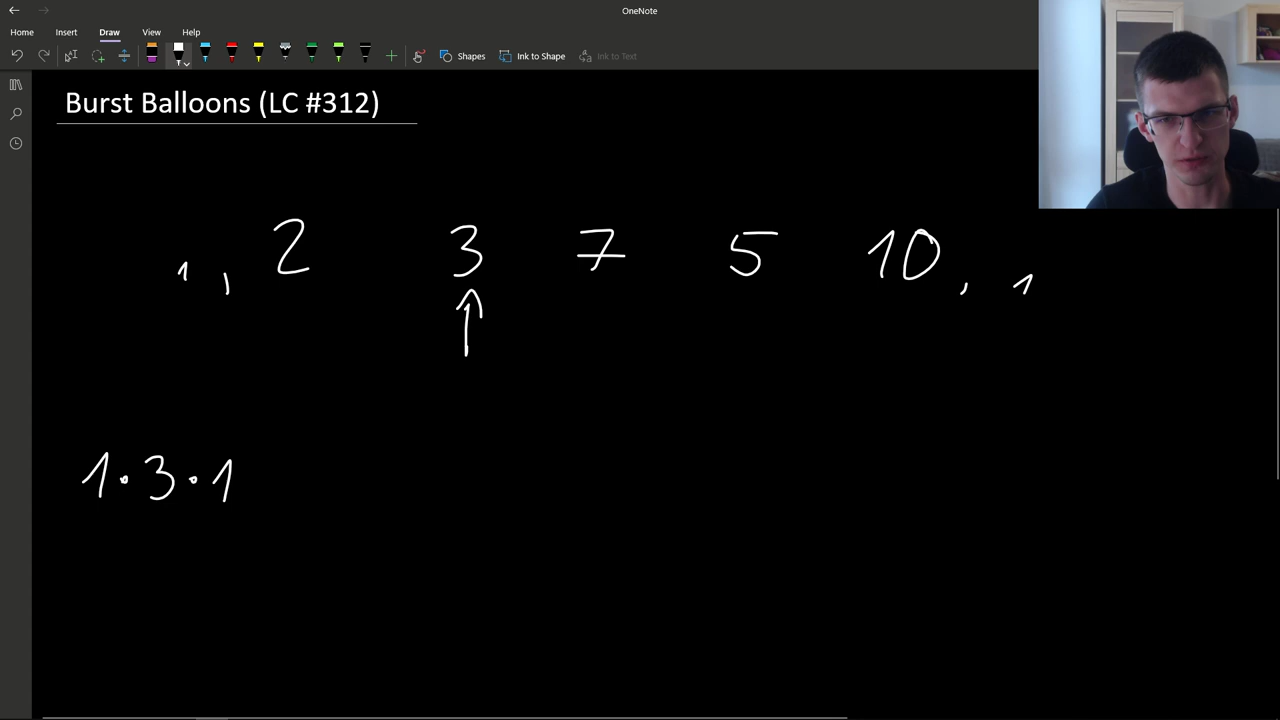 OneNote
Home Insert Draw View Help
Shapes Ink to Shape Ink to Text
Burst Balloons (LC #312)
1 , 2 3 7 5 10 , 1
1 · 3 · 1